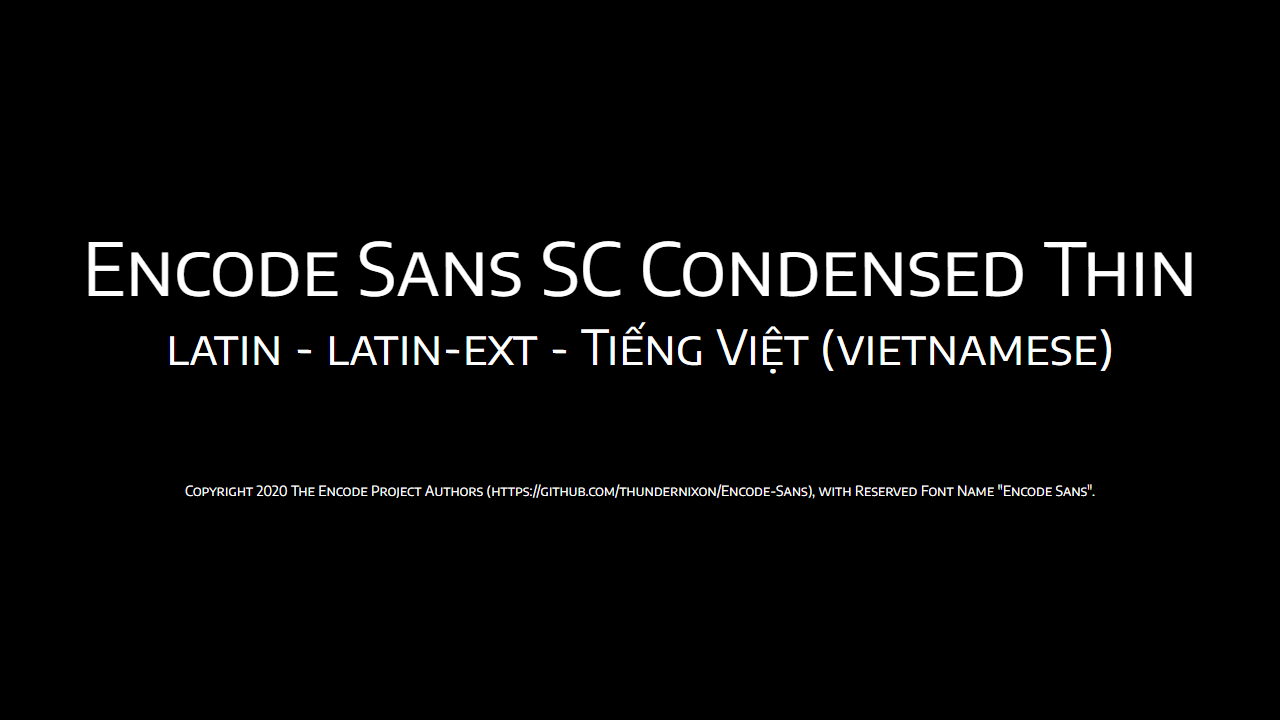 Encode Sans SC Condensed Thin
latin - latin-ext - Tiếng Việt (vietnamese)
Copyright 2020 The Encode Project Authors (https://github.com/thundernixon/Encode-Sans), with Reserved Font Name "Encode Sans".